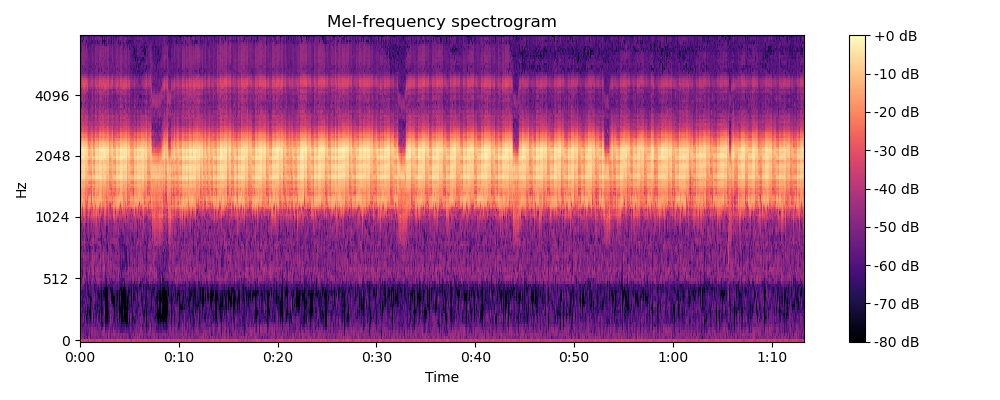 Mel-frequency spectrogram
Hz
4096
2048
1024
512
0
0:00 0:10 0:20 0:30 0:40 0:50 1:00 1:10
Time
+0 dB
-10 dB
-20 dB
-30 dB
-40 dB
-50 dB
-60 dB
-70 dB
-80 dB